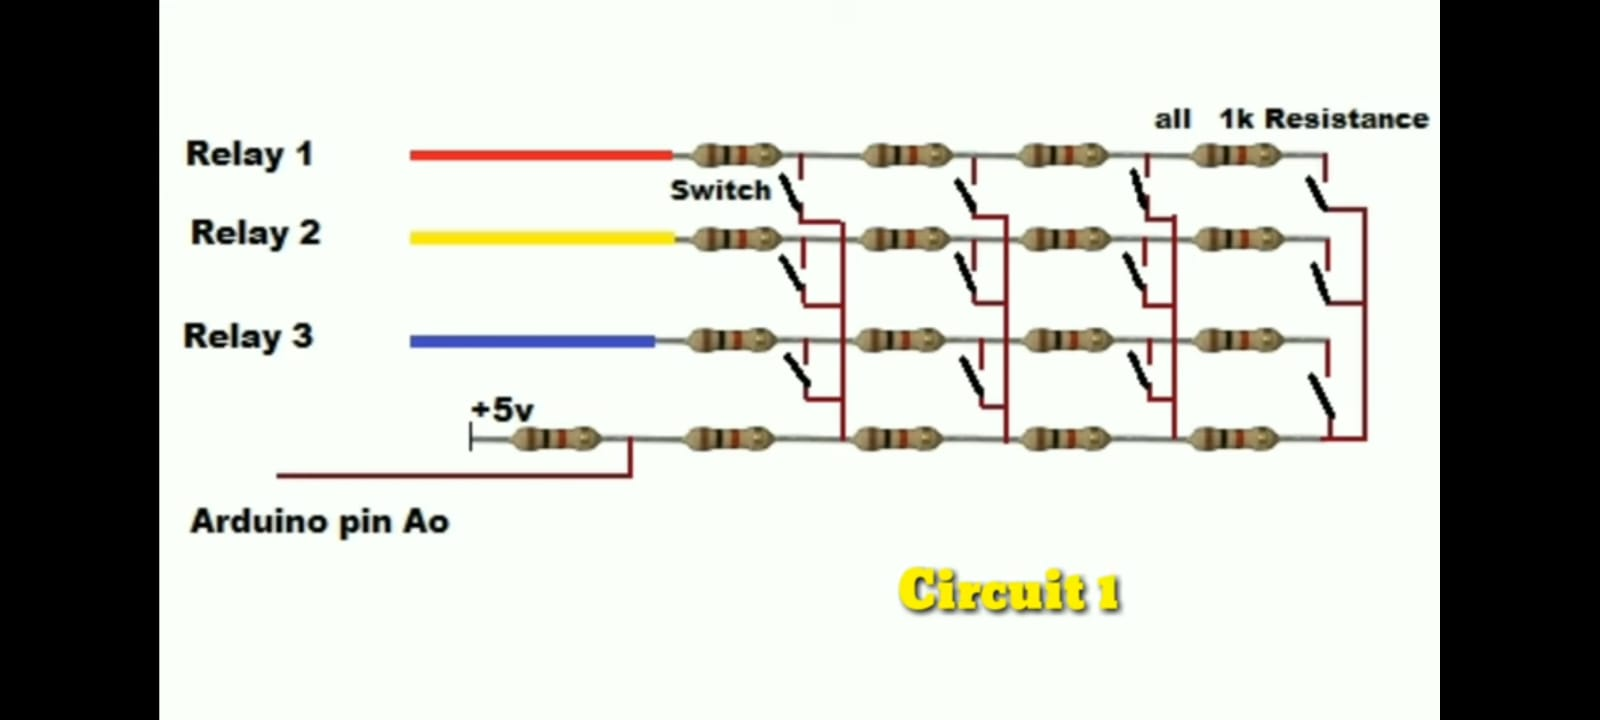 all 1k Resistance
Relay 1
Switch
Relay 2
Relay 3
+5v
Arduino pin Ao
Circuit 1